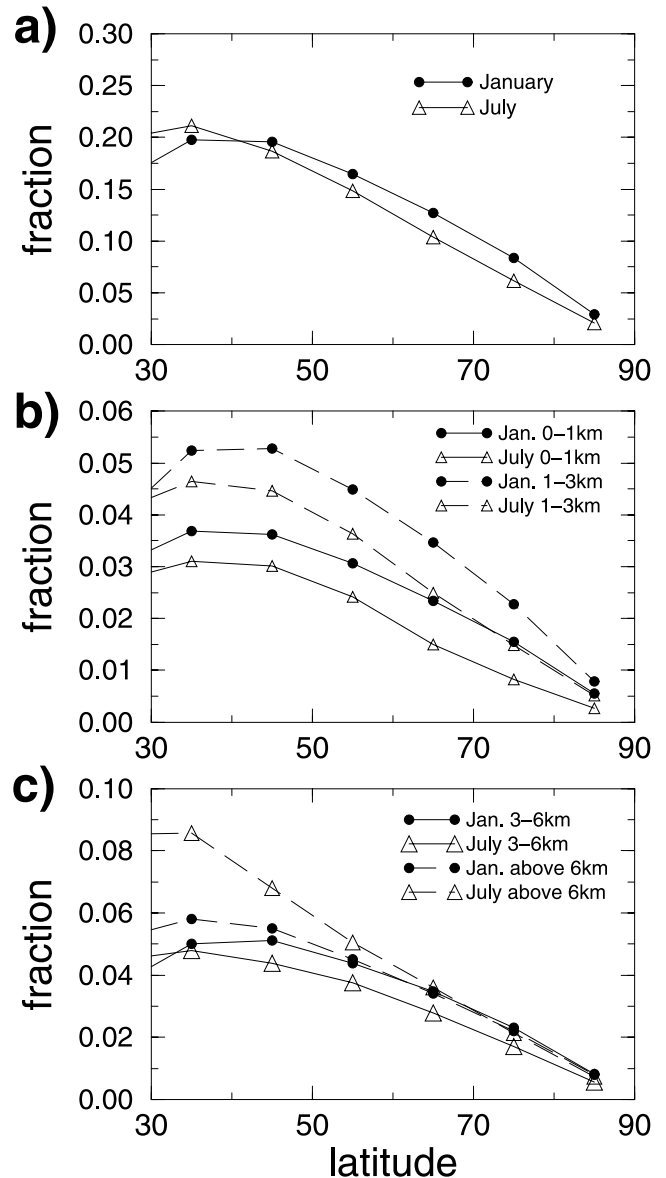 a)
0.30
0.25
0.20
0.15
0.10
0.05
0.00
fraction
January
July
30 50 70 90
b)
0.06
0.05
0.04
0.03
0.02
0.01
0.00
fraction
Jan. 0–1km
July 0–1km
Jan. 1–3km
July 1–3km
30 50 70 90
c)
0.10
0.08
0.06
0.04
0.02
0.00
fraction
Jan. 3–6km
July 3–6km
Jan. above 6km
July above 6km
30 50 70 90
latitude